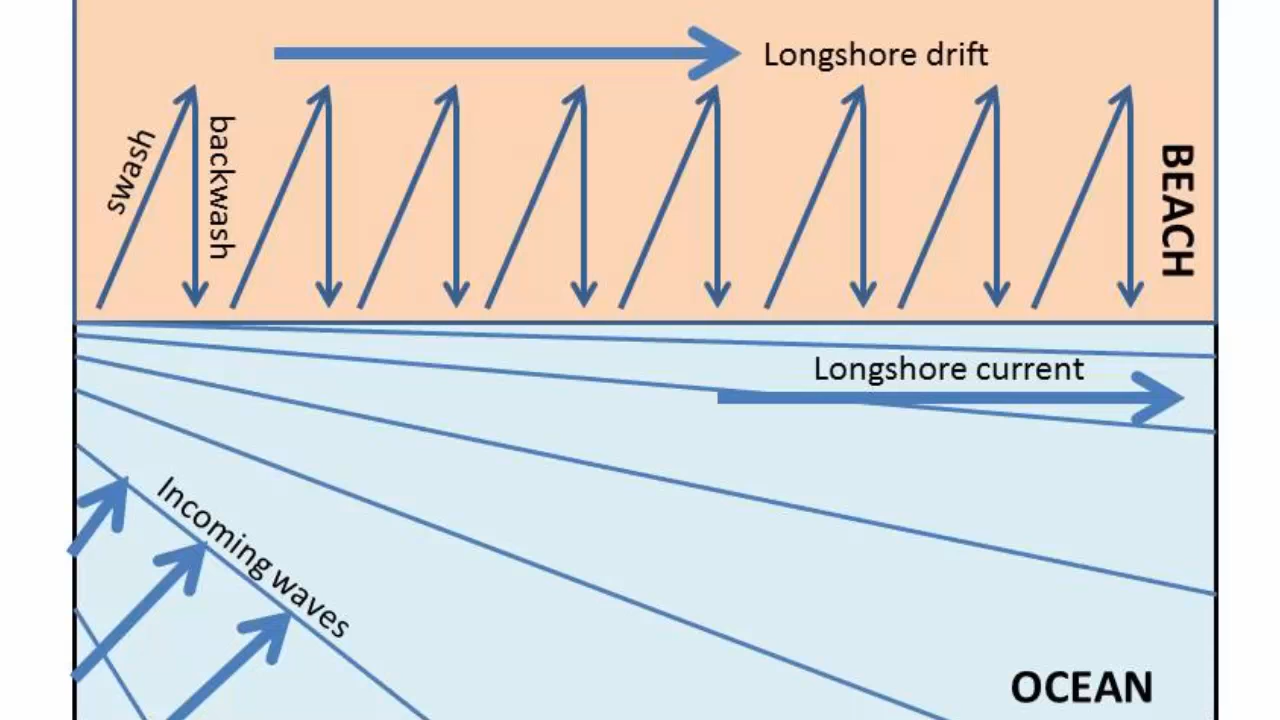 Longshore drift
swash
backwash
BEACH
Longshore current
Incoming waves
OCEAN